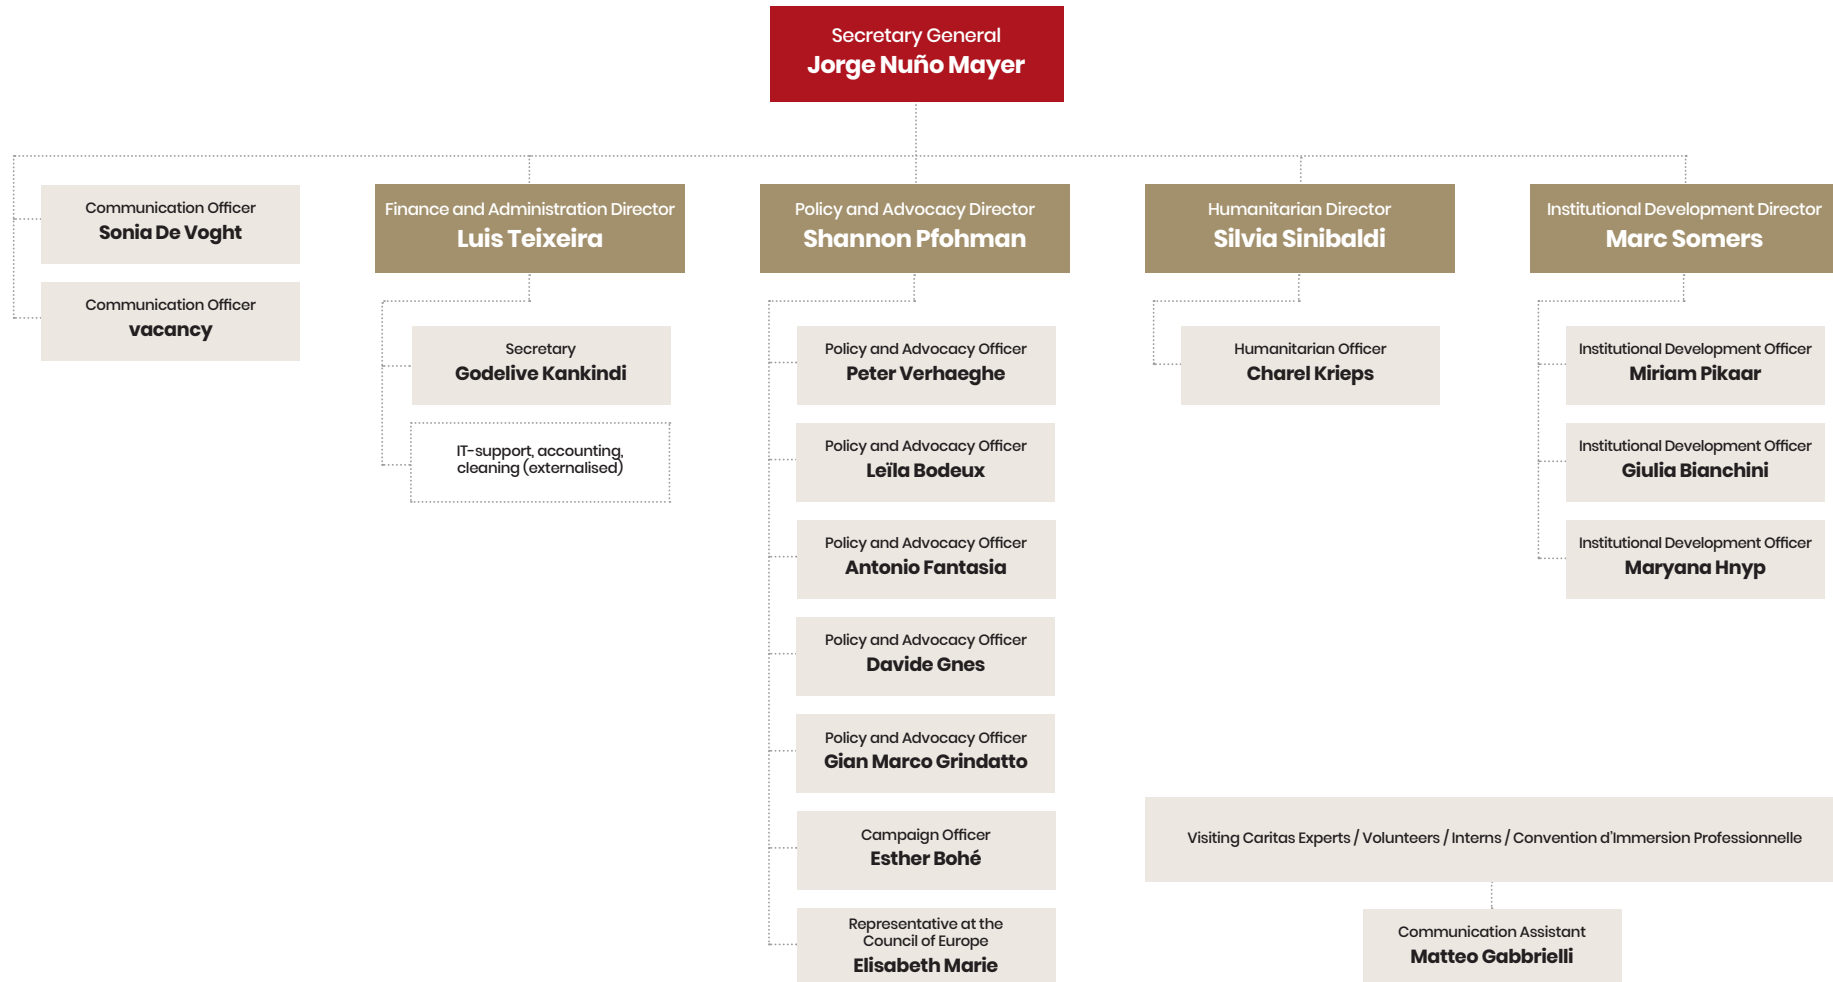 Secretary General
Jorge Nuño Mayer
Communication Officer
Sonia De Voght
Communication Officer
vacancy
Finance and Administration Director
Luis Teixeira
Secretary
Godelive Kankindi
IT-support, accounting,
cleaning (externalised)
Policy and Advocacy Director
Shannon Pfohman
Policy and Advocacy Officer
Peter Verhaeghe
Policy and Advocacy Officer
Leïla Bodeux
Policy and Advocacy Officer
Antonio Fantasia
Policy and Advocacy Officer
Davide Gnes
Policy and Advocacy Officer
Gian Marco Grindatto
Campaign Officer
Esther Bohé
Representative at the
Council of Europe
Elisabeth Marie
Humanitarian Director
Silvia Sinibaldi
Humanitarian Officer
Charel Krieps
Institutional Development Director
Marc Somers
Institutional Development Officer
Miriam Pikaar
Institutional Development Officer
Giulia Bianchini
Institutional Development Officer
Maryana Hnyp
Visiting Caritas Experts / Volunteers / Interns / Convention d'Immersion Professionnelle
Communication Assistant
Matteo Gabbrielli